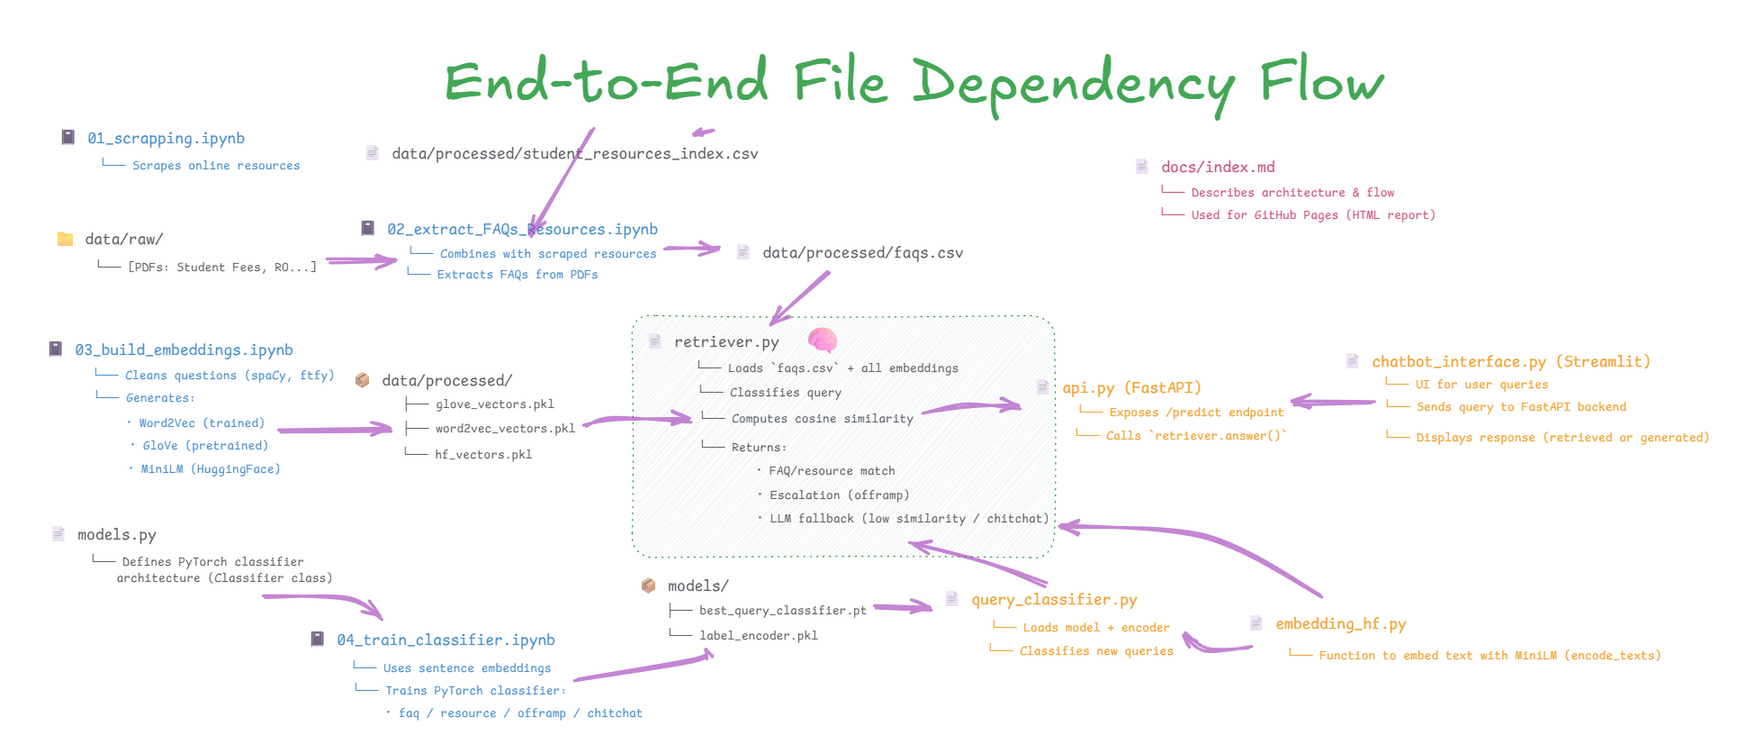 End-to-End File Dependency Flow
01_scrapping.ipynb
Scrapes online resources
data/processed/student_resources_index.csv
docs/index.md
Describes architecture & flow
Used for GitHub Pages (HTML report)
data/raw/
[PDFs: Student Fees, RO...]
02_extract_FAQs_Resources.ipynb
Combines with scraped resources
Extracts FAQs from PDFs
data/processed/faqs.csv
03_build_embeddings.ipynb
Cleans questions (spaCy, ftfy)
Generates:
· Word2Vec (trained)
· GloVe (pretrained)
· MiniLM (HuggingFace)
data/processed/
glove_vectors.pkl
word2vec_vectors.pkl
hf_vectors.pkl
retriever.py
Loads `faqs.csv` + all embeddings
Classifies query
Computes cosine similarity
Returns:
· FAQ/resource match
· Escalation (offramp)
· LLM fallback (low similarity / chitchat)
api.py (FastAPI)
Exposes /predict endpoint
Calls `retriever.answer()`
chatbot_interface.py (Streamlit)
UI for user queries
Sends query to FastAPI backend
Displays response (retrieved or generated)
models.py
Defines PyTorch classifier
architecture (Classifier class)
04_train_classifier.ipynb
Uses sentence embeddings
Trains PyTorch classifier:
· faq / resource / offramp / chitchat
models/
best_query_classifier.pt
label_encoder.pkl
query_classifier.py
Loads model + encoder
Classifies new queries
embedding_hf.py
Function to embed text with MiniLM (encode_texts)